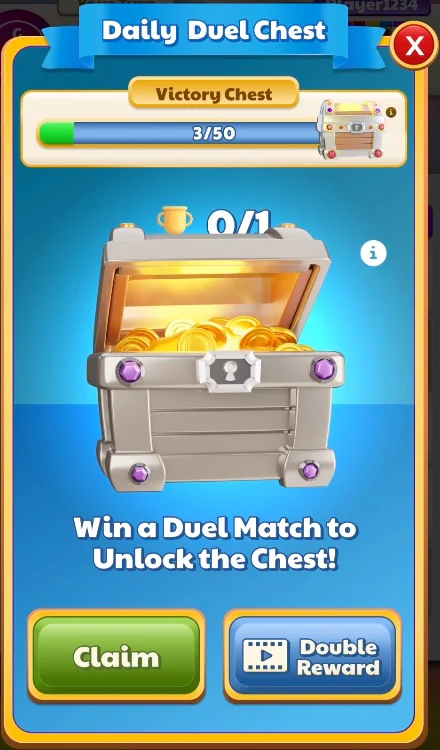 Player1234
Daily Duel Chest
X
Victory Chest
3/50
i
0/1
i
Win a Duel Match to
Unlock the Chest!
Claim
Double
Reward